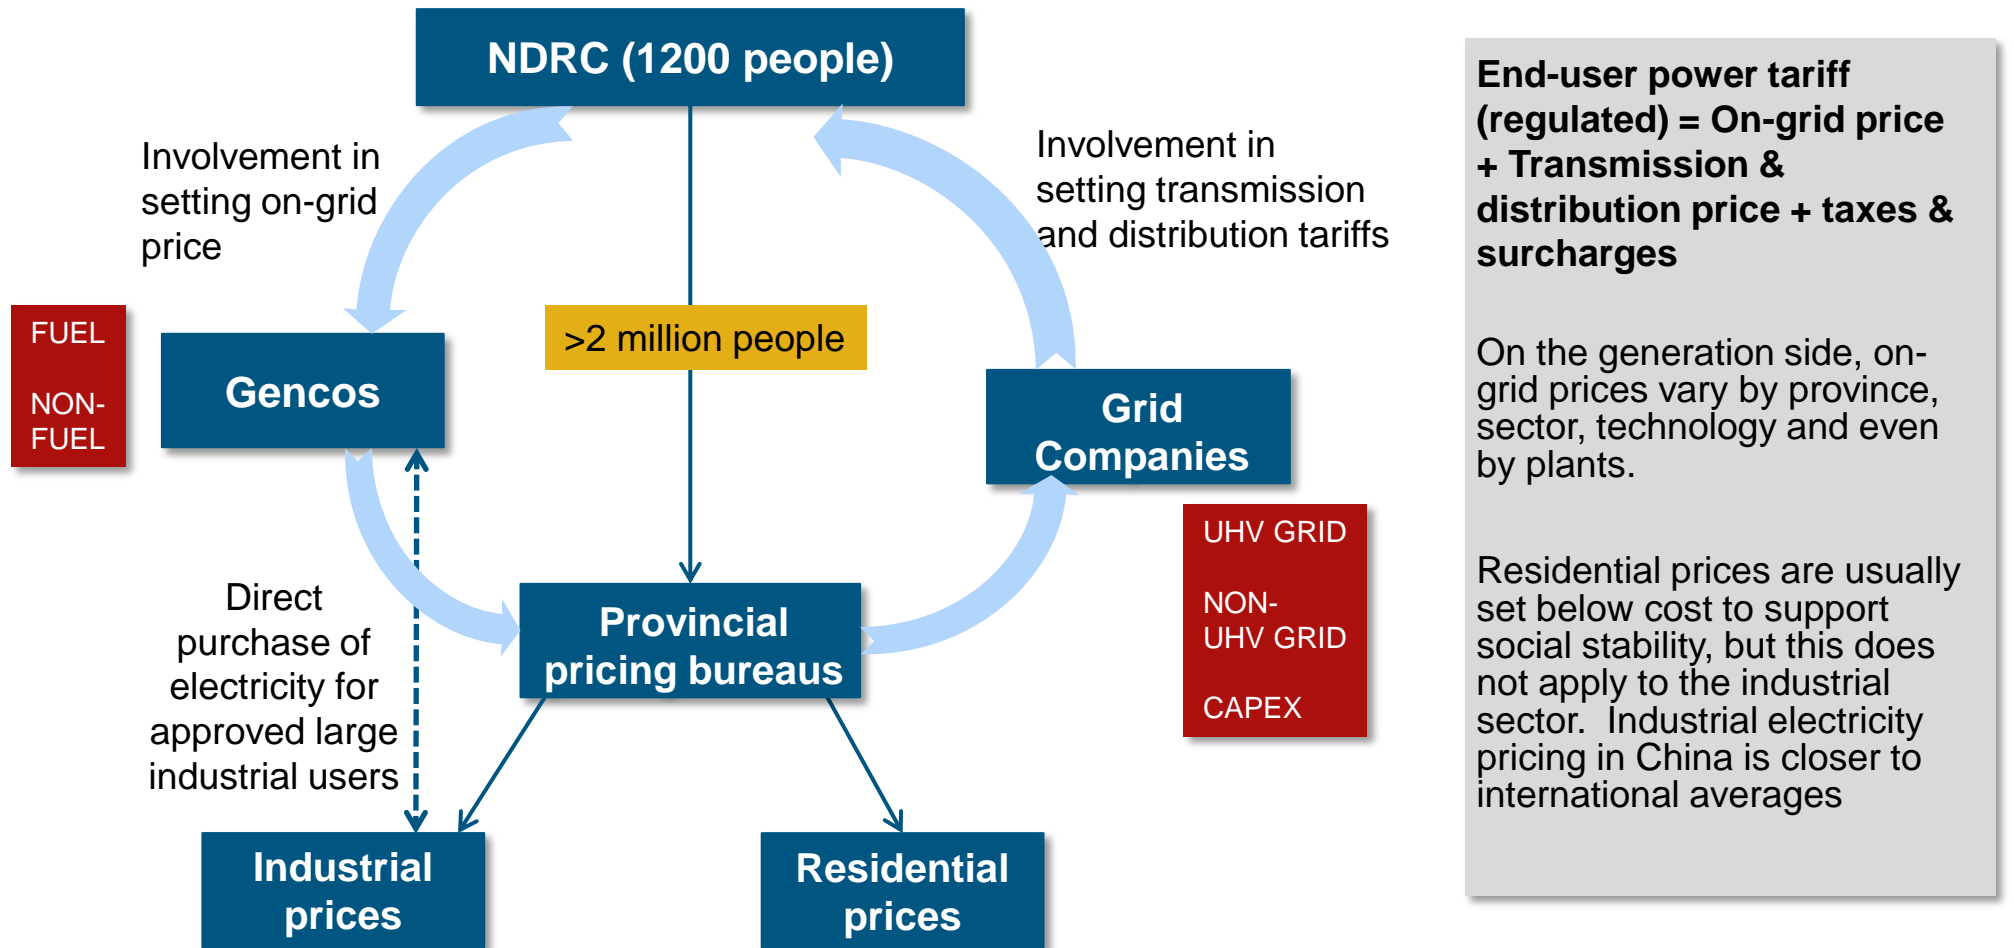 NDRC (1200 people)
Involvement in
setting on-grid
price
Involvement in
setting transmission
and distribution tariffs
FUEL
NON-
FUEL
Gencos
>2 million people
Grid
Companies
UHV GRID
NON-
UHV GRID
CAPEX
Direct
purchase of
electricity for
approved large
industrial users
Provincial
pricing bureaus
Industrial
prices
Residential
prices
End-user power tariff
(regulated) = On-grid price
+ Transmission &
distribution price + taxes &
surcharges
On the generation side, on-
grid prices vary by province,
sector, technology and even
by plants.
Residential prices are usually
set below cost to support
social stability, but this does
not apply to the industrial
sector.  Industrial electricity
pricing in China is closer to
international averages